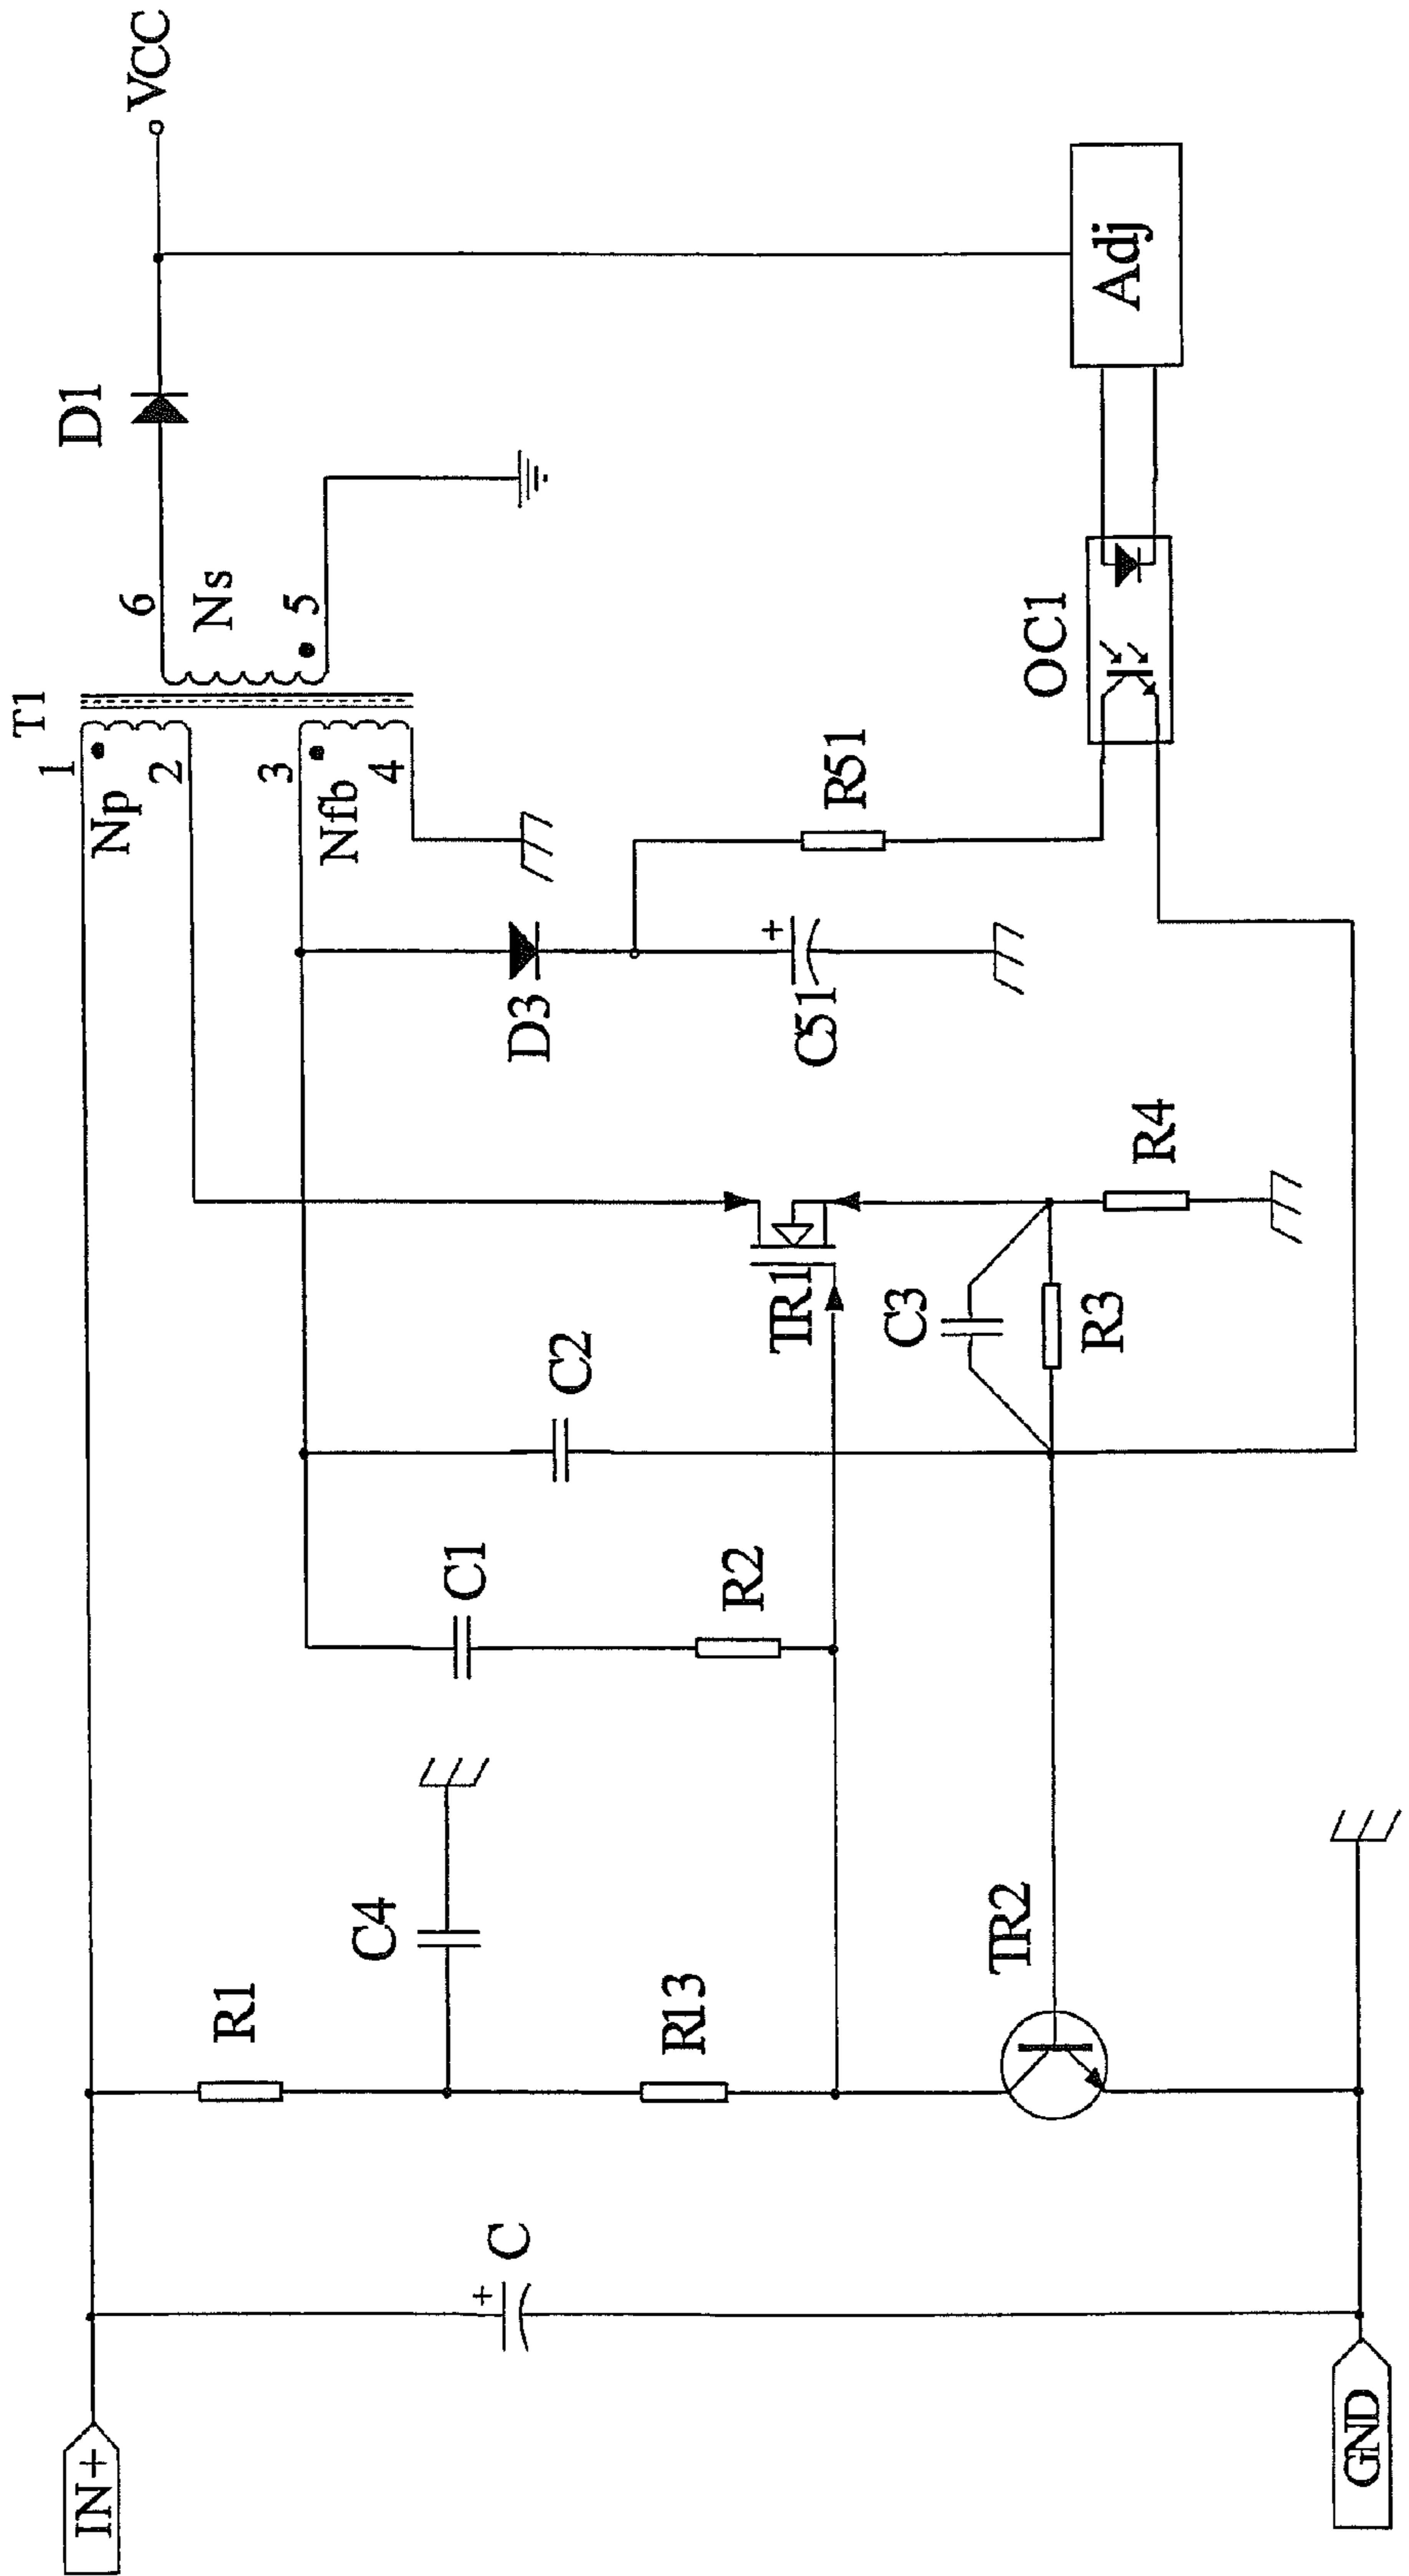 T1
D1
VCC
1
Np
2
6
Ns
5
3
Nfb
4
IN+
R1
C4
C1
C2
D3
C
+
R13
R2
TR1
C51
+
R51
C3
OC1
Adj
TR2
R3
R4
GND